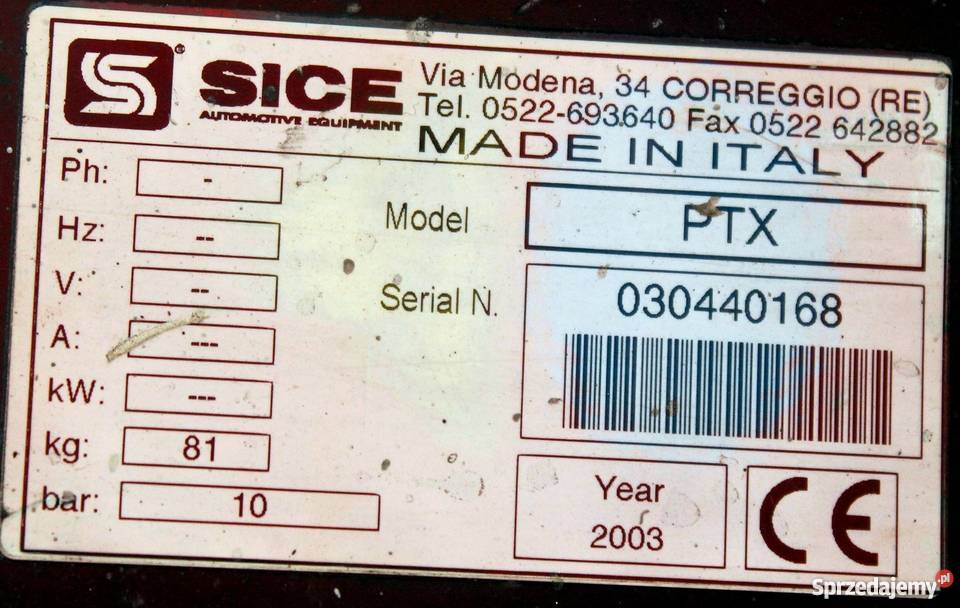 S® SICE
AUTOMOTIVE EQUIPMENT
Via Modena, 34 CORREGGIO (RE)
Tel. 0522-693640 Fax 0522 642882
MADE IN ITALY
Ph: -
Hz: --
V: --
A: ---
kW: ---
kg: 81
bar: 10
Model PTX
Serial N. 030440168
Year
2003
CE
Sprzedajemy.pl